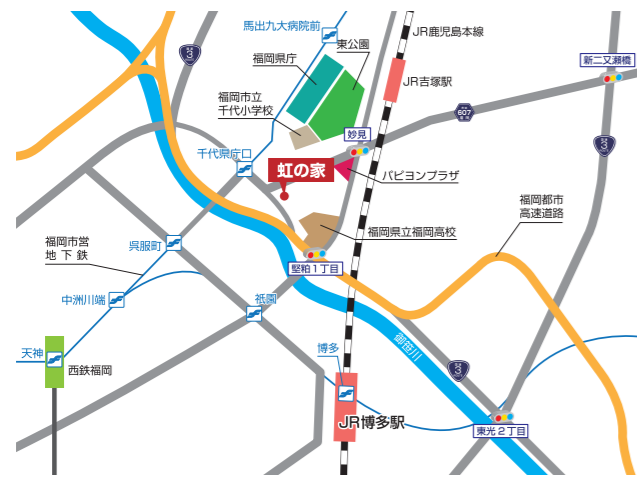 馬出九大病院前
JR鹿児島本線
東公園
福岡県庁
3
新二又瀬橋
JR吉塚駅
福岡市立
千代小学校
607
妙見
3
千代県庁口
虹の家
パピヨンプラザ
福岡都市
高速道路
福岡市営
地下鉄
呉服町
福岡県立福岡高校
堅粕1丁目
中洲川端
祇園
天神
西鉄福岡
博多
御笠川
3
JR博多駅
東光2丁目